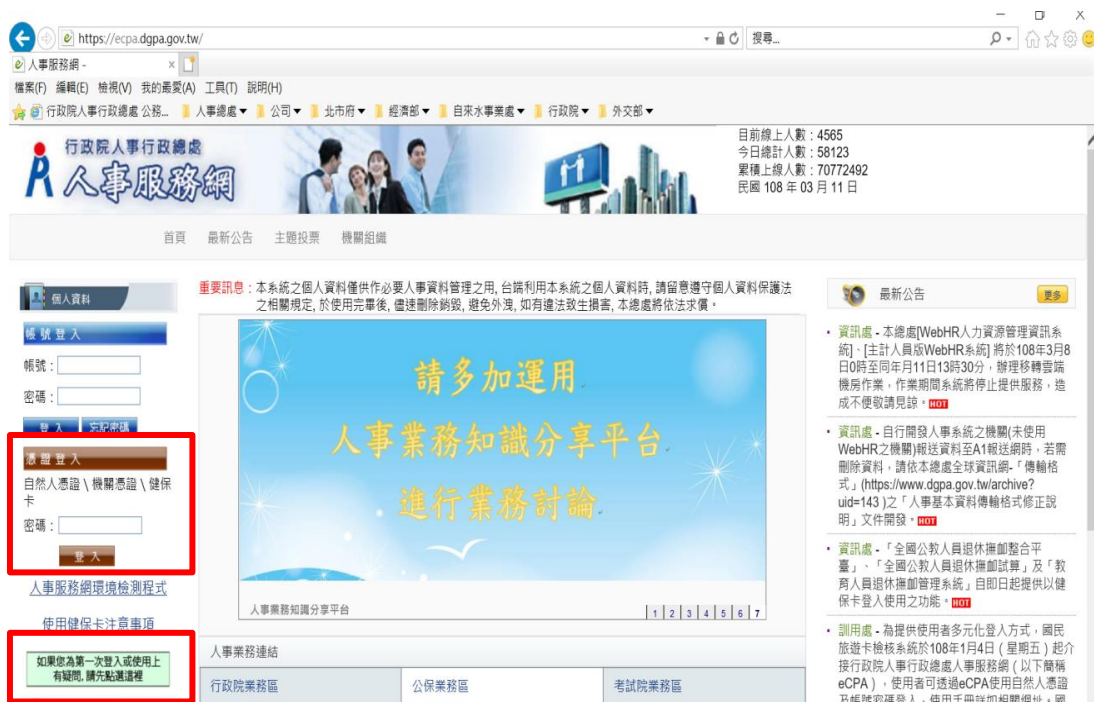 https://ecpa.dgpa.gov.tw/
搜尋...
人事服務網 -
檔案(F) 編輯(E) 檢視(V) 我的最愛(A) 工具(T) 說明(H)
行政院人事行政總處 公務... 人事總處 公司 北市府 經濟部 自來水事業處 行政院 外交部
行政院人事行政總處
人事服務網
目前線上人數：4565
今日總計人數：58123
累積上線人數：70772492
民國 108 年 03 月 11 日
首頁 最新公告 主題投票 機關組織
個人資料
帳號登入
帳號：
密碼：
登 入 忘記密碼
憑證登入
自然人憑證 \ 機關憑證 \ 健保
卡
密碼：
登 入
人事服務網環境檢測程式
使用健保卡注意事項
如果您為第一次登入或使用上
有疑問, 請先點選這裡
重要訊息：本系統之個人資料僅供作必要人事資料管理之用, 台端利用本系統之個人資料時, 請留意遵守個人資料保護法
之相關規定, 於使用完畢後, 儘速刪除銷毀, 避免外洩, 如有違法致生損害, 本總處將依法求償。
請多加運用
人事業務知識分享平台
進行業務討論
人事業務知識分享平台
1 2 3 4 5 6 7
人事業務連結
行政院業務區 公保業務區 考試院業務區
最新公告
更多
資訊處 - 本總處[WebHR人力資源管理資訊系
統]、[主計人員版WebHR系統] 將於108年3月8
日0時至同年月11日13時30分，辦理移轉雲端
機房作業，作業期間系統將停止提供服務，造
成不便敬請見諒。HOT
資訊處 - 自行開發人事系統之機關(未使用
WebHR之機關)報送資料至A1報送網時，若需
刪除資料，請依本總處全球資訊網-「傳輸格
式」(https://www.dgpa.gov.tw/archive?
uid=143 )之「人事基本資料傳輸格式修正說
明」文件開發。HOT
資訊處 - 「全國公教人員退休撫卹整合平
臺」、「全國公教人員退休撫卹試算」及「教
育人員退休撫卹管理系統」自即日起提供以健
保卡登入使用之功能。HOT
訓用處 - 為提供使用者多元化登入方式，國民
旅遊卡檢核系統於108年1月4日（星期五）起介
接行政院人事行政總處人事服務網（以下簡稱
eCPA），使用者可透過eCPA使用自然人憑證
及帳號密碼登入，使用手冊詳如相關網址。國